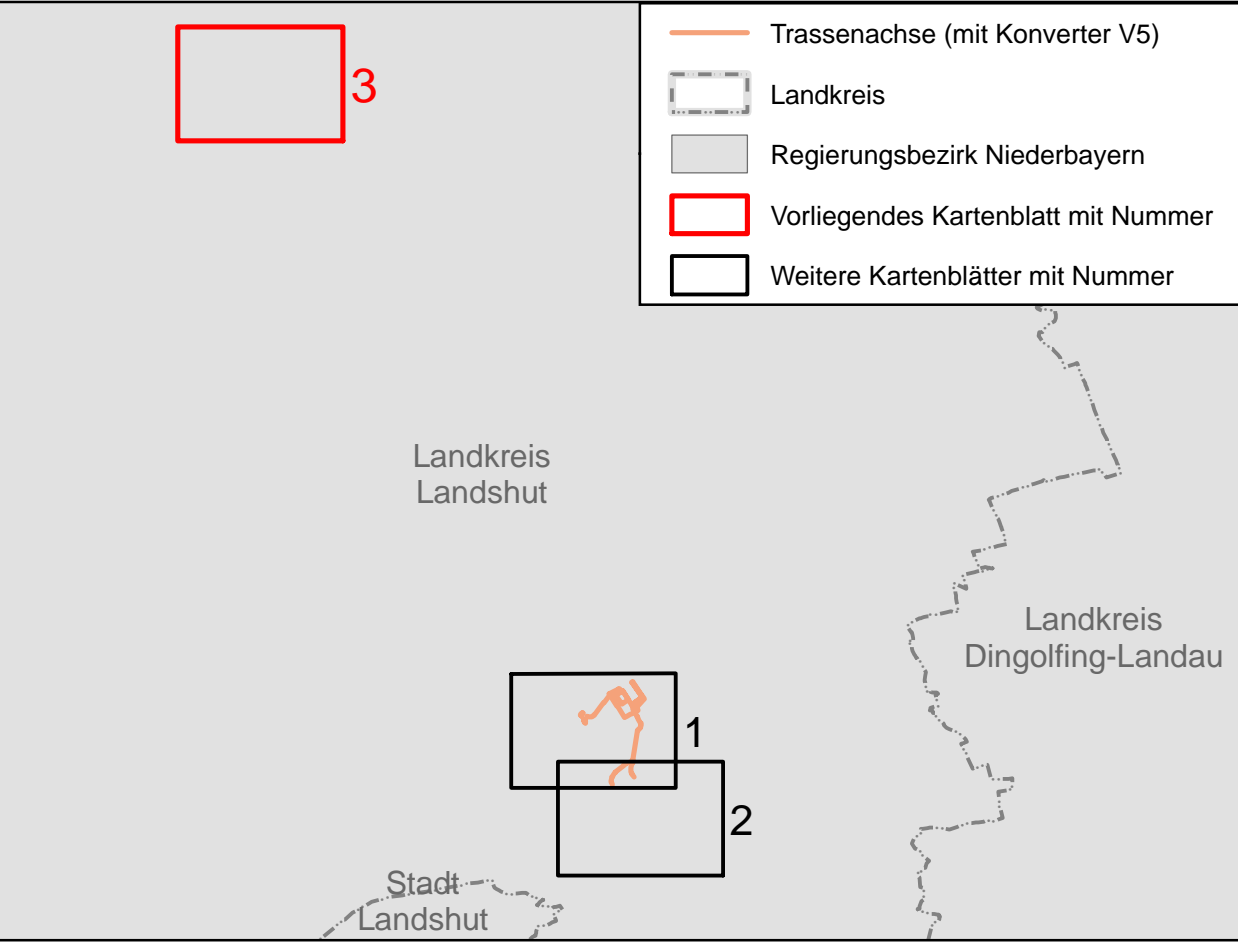 3
Trassenachse (mit Konverter V5)
Landkreis
Regierungsbezirk Niederbayern
Vorliegendes Kartenblatt mit Nummer
Weitere Kartenblätter mit Nummer
Landkreis
Landshut
Landkreis
Dingolfing-Landau
1
2
Stadt
Landshut